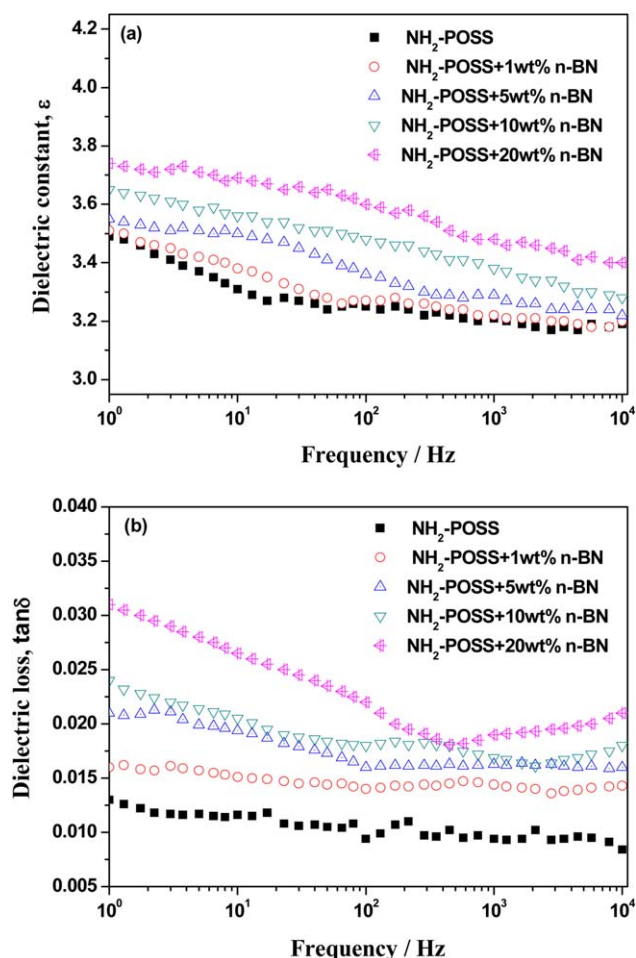 (a)
NH2-POSS
NH2-POSS+1wt% n-BN
NH2-POSS+5wt% n-BN
NH2-POSS+10wt% n-BN
NH2-POSS+20wt% n-BN
4.2
3.9
3.6
3.4
3.2
3.0
Dielectric constant, ε
10^0
10^1
10^2
10^3
10^4
Frequency / Hz
(b)
NH2-POSS
NH2-POSS+1wt% n-BN
NH2-POSS+5wt% n-BN
NH2-POSS+10wt% n-BN
NH2-POSS+20wt% n-BN
0.040
0.035
0.030
0.025
0.020
0.015
0.010
0.005
Dielectric loss, tanδ
10^0
10^1
10^2
10^3
10^4
Frequency / Hz